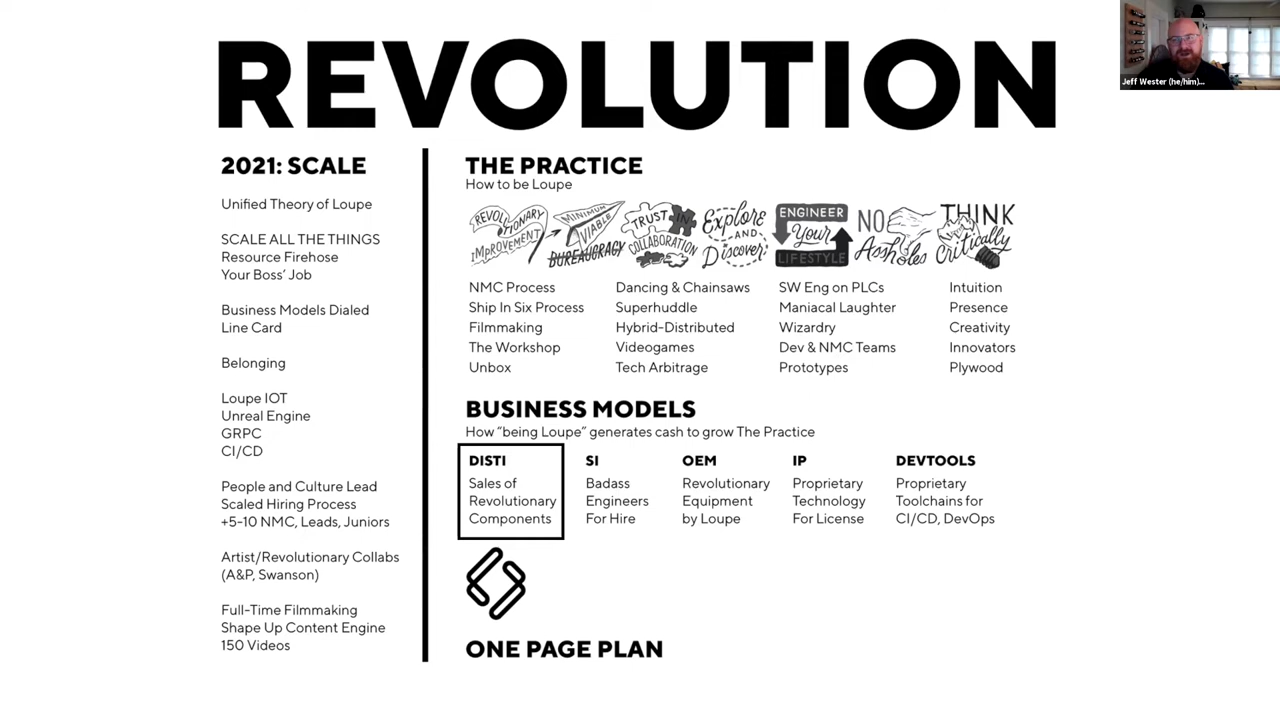 REVOLUTION
Jeff Wester (he/him)...
2021: SCALE
Unified Theory of Loupe
SCALE ALL THE THINGS
Resource Firehose
Your Boss' Job
Business Models Dialed
Line Card
Belonging
Loupe IOT
Unreal Engine
GRPC
CI/CD
People and Culture Lead
Scaled Hiring Process
+5-10 NMC, Leads, Juniors
Artist/Revolutionary Collabs
(A&P, Swanson)
Full-Time Filmmaking
Shape Up Content Engine
150 Videos
THE PRACTICE
How to be Loupe
REVOLUTIONARY
IMPROVEMENT
MINIMUM
VIABLE
BUREAUCRACY
TRUST IN
COLLABORATION
Explore
AND
Discover
ENGINEER
Your
LIFESTYLE
NO
Assholes
THINK
Critically
NMC Process
Ship In Six Process
Filmmaking
The Workshop
Unbox
Dancing & Chainsaws
Superhuddle
Hybrid-Distributed
Videogames
Tech Arbitrage
SW Eng on PLCs
Maniacal Laughter
Wizardry
Dev & NMC Teams
Prototypes
Intuition
Presence
Creativity
Innovators
Plywood
BUSINESS MODELS
How “being Loupe” generates cash to grow The Practice
DISTI
Sales of
Revolutionary
Components
SI
Badass
Engineers
For Hire
OEM
Revolutionary
Equipment
by Loupe
IP
Proprietary
Technology
For License
DEVTOOLS
Proprietary
Toolchains for
CI/CD, DevOps
ONE PAGE PLAN